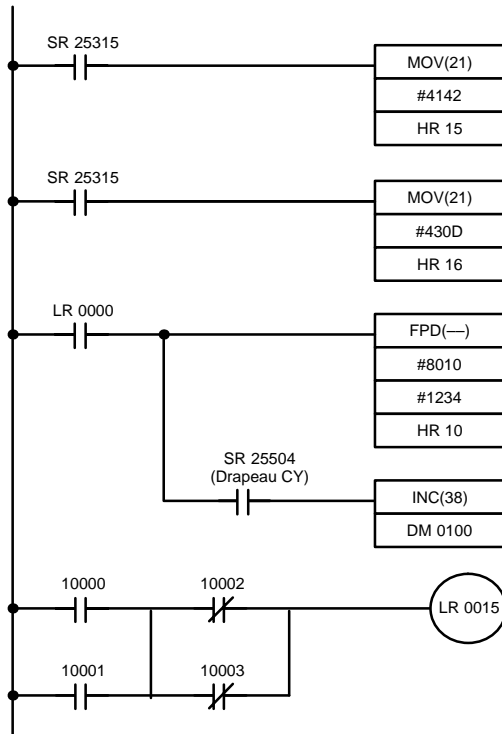 SR 25315
MOV(21)
#4142
HR 15
SR 25315
MOV(21)
#430D
HR 16
LR 0000
FPD(––)
#8010
#1234
HR 10
SR 25504
(Drapeau CY)
INC(38)
DM 0100
10000
10002
LR 0015
10001
10003